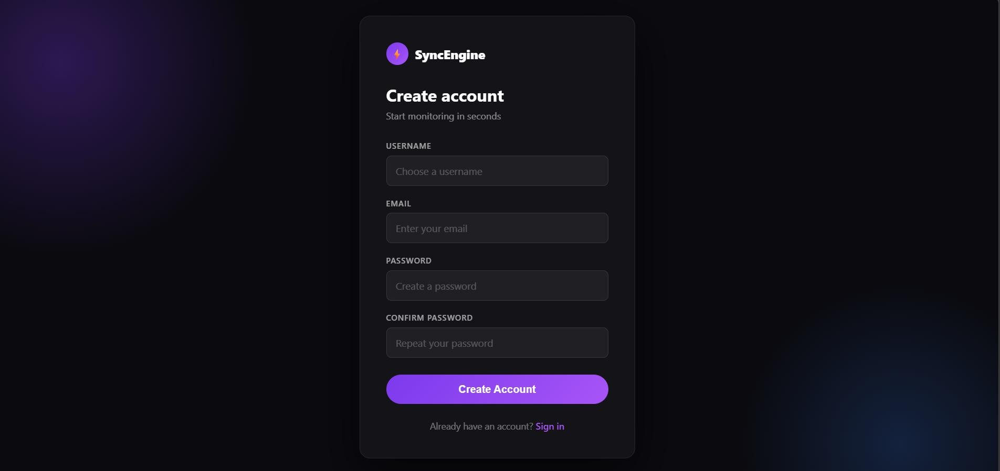 SyncEngine
Create account
Start monitoring in seconds
USERNAME
Choose a username
EMAIL
Enter your email
PASSWORD
Create a password
CONFIRM PASSWORD
Repeat your password
Create Account
Already have an account? Sign in